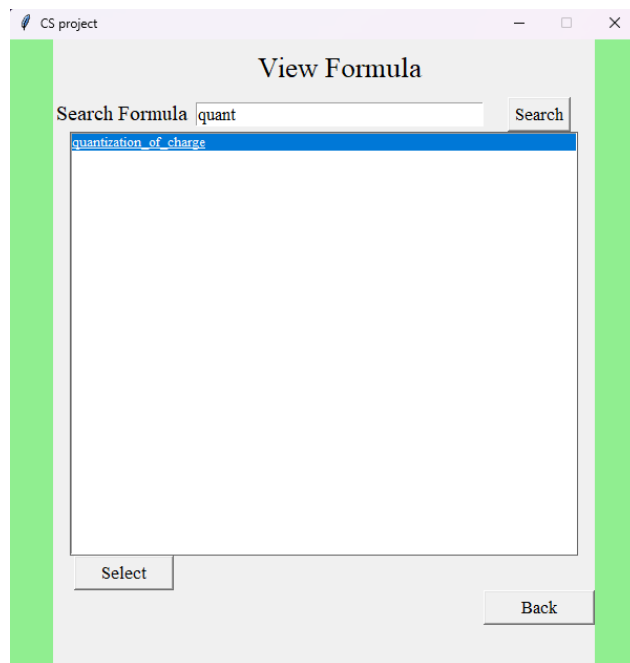 CS project
View Formula
Search Formula quant Search
quantization_of_charge
Select
Back